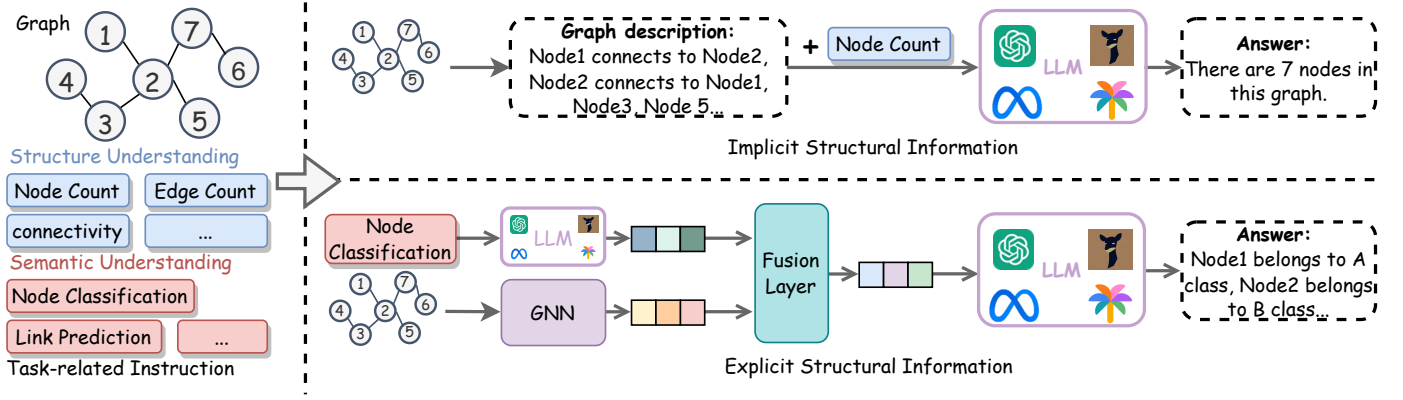 Graph
1
7
4
2
6
3
5
Structure Understanding
Node Count
Edge Count
connectivity
...
Semantic Understanding
Node Classification
Link Prediction
...
Task-related Instruction
1
7
4
2
6
3
5
Graph description:
Node1 connects to Node2,
Node2 connects to Node1,
Node3, Node 5...
+
Node Count
LLM
Answer:
There are 7 nodes in
this graph.
Implicit Structural Information
Node
Classification
LLM
1
7
4
2
6
3
5
GNN
Fusion
Layer
LLM
Answer:
Node1 belongs to A
class, Node2 belongs
to B class...
Explicit Structural Information